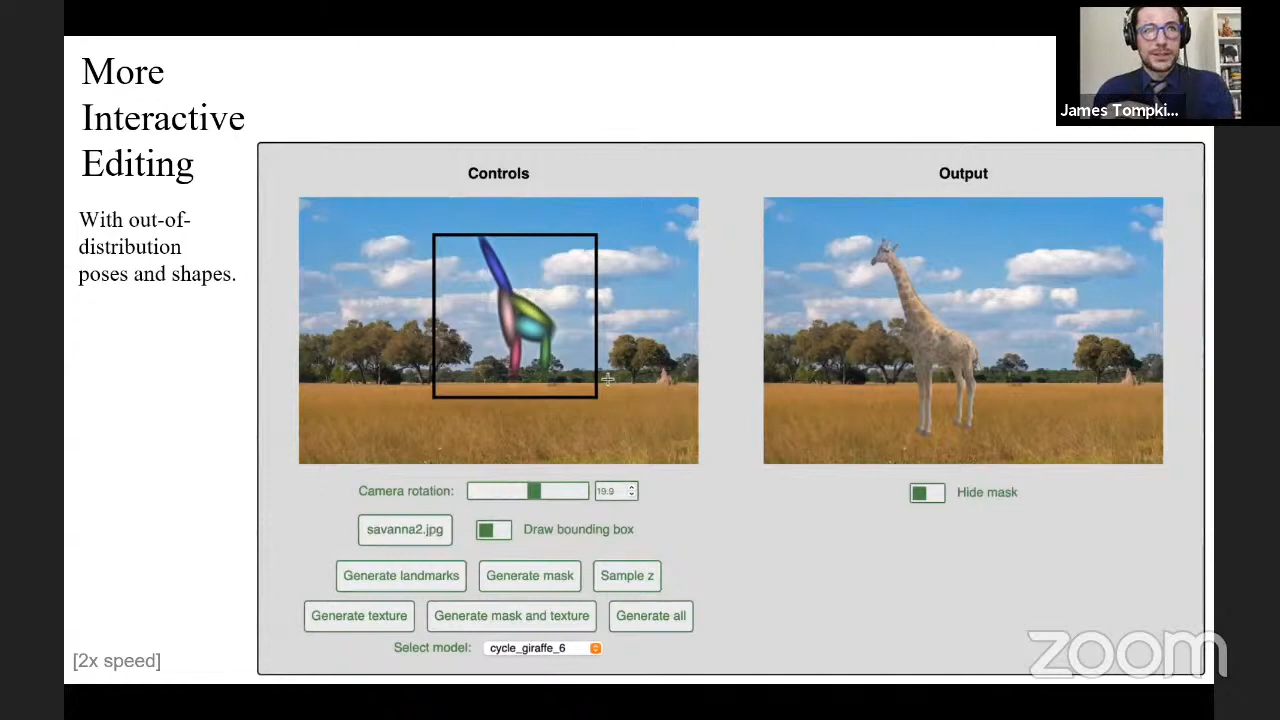 More
Interactive
Editing
With out-of-
distribution
poses and shapes.
James Tompki...
Controls
Output
Camera rotation:
19.9
Hide mask
savanna2.jpg
Draw bounding box
Generate landmarks
Generate mask
Sample z
Generate texture
Generate mask and texture
Generate all
Select model:
cycle_giraffe_6
[2x speed]
zoom